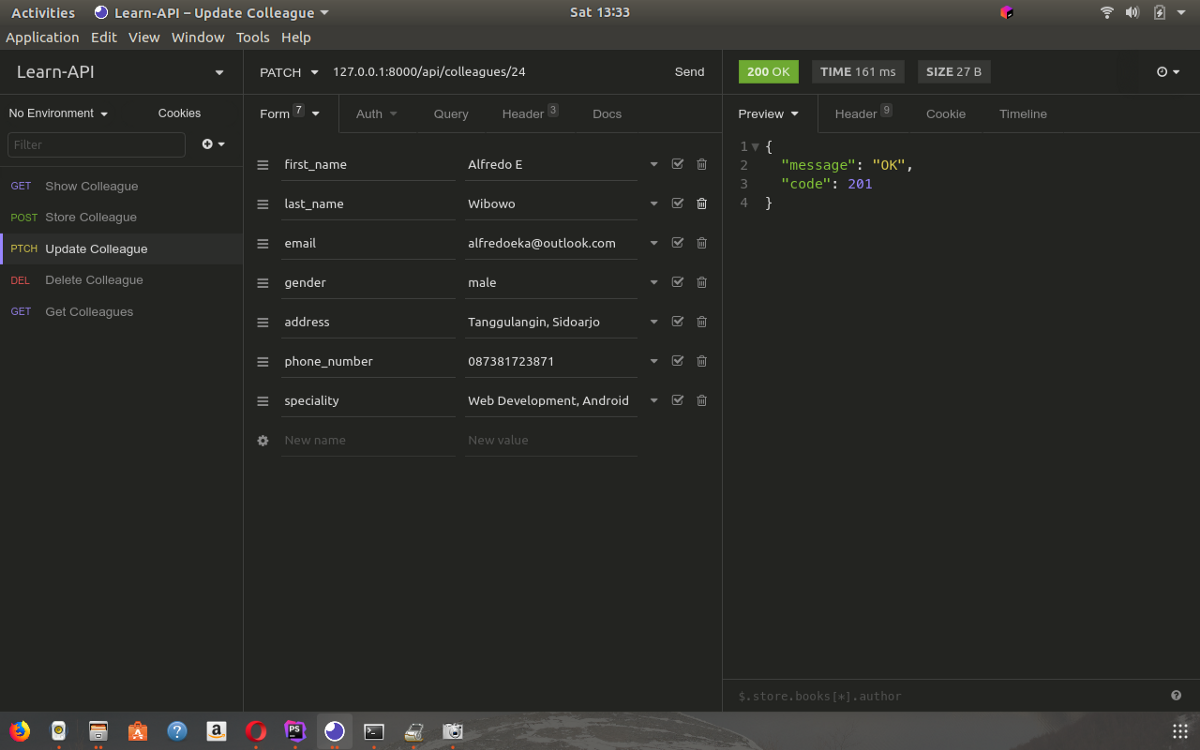 Activities Learn-API – Update Colleague Sat 13:33
Application Edit View Window Tools Help
Learn-API
PATCH 127.0.0.1:8000/api/colleagues/24 Send
200 OK TIME 161 ms SIZE 27 B
No Environment Cookies
Form 7 Auth Query Header 3 Docs
Preview Header 9 Cookie Timeline
Filter
GET Show Colleague
POST Store Colleague
PTCH Update Colleague
DEL Delete Colleague
GET Get Colleagues
first_name Alfredo E
last_name Wibowo
email alfredoeka@outlook.com
gender male
address Tanggulangin, Sidoarjo
phone_number 087381723871
speciality Web Development, Android
New name New value
1 {
2 "message": "OK",
3 "code": 201
4 }
$.store.books[*].author
PS